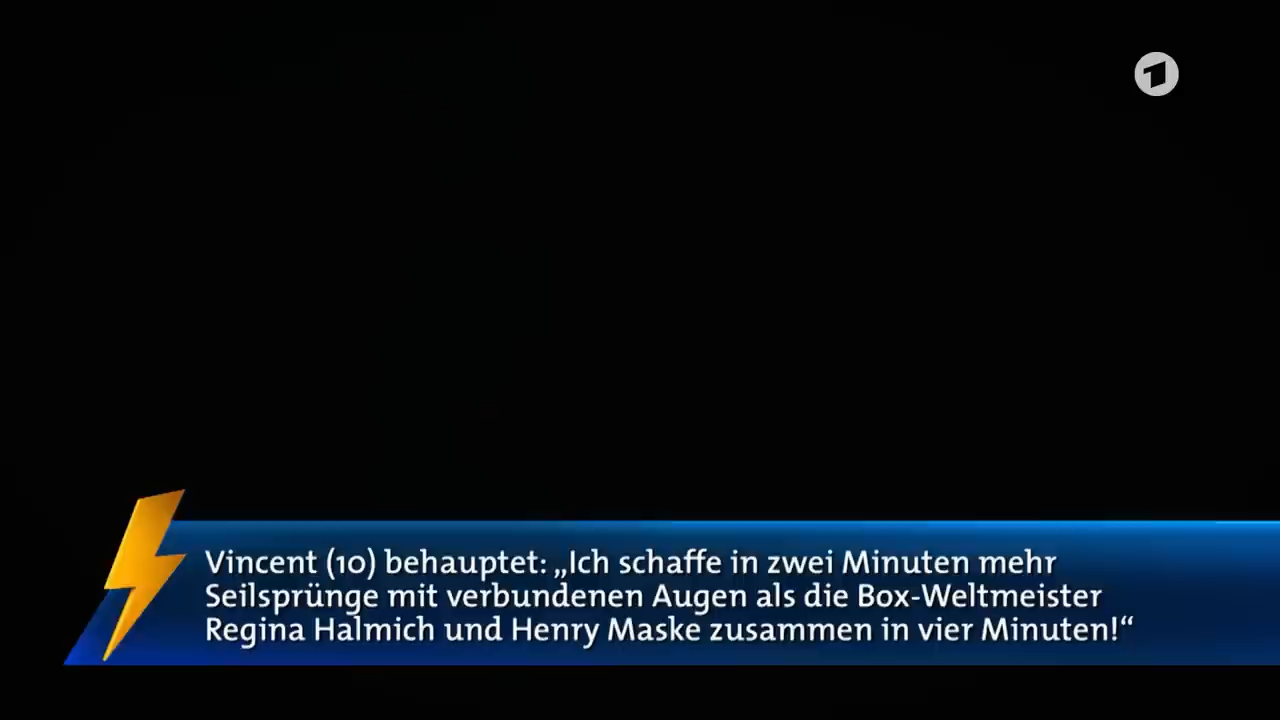 Vincent (10) behauptet: „Ich schaffe in zwei Minuten mehr
Seilsprünge mit verbundenen Augen als die Box-Weltmeister
Regina Halmich und Henry Maske zusammen in vier Minuten!“